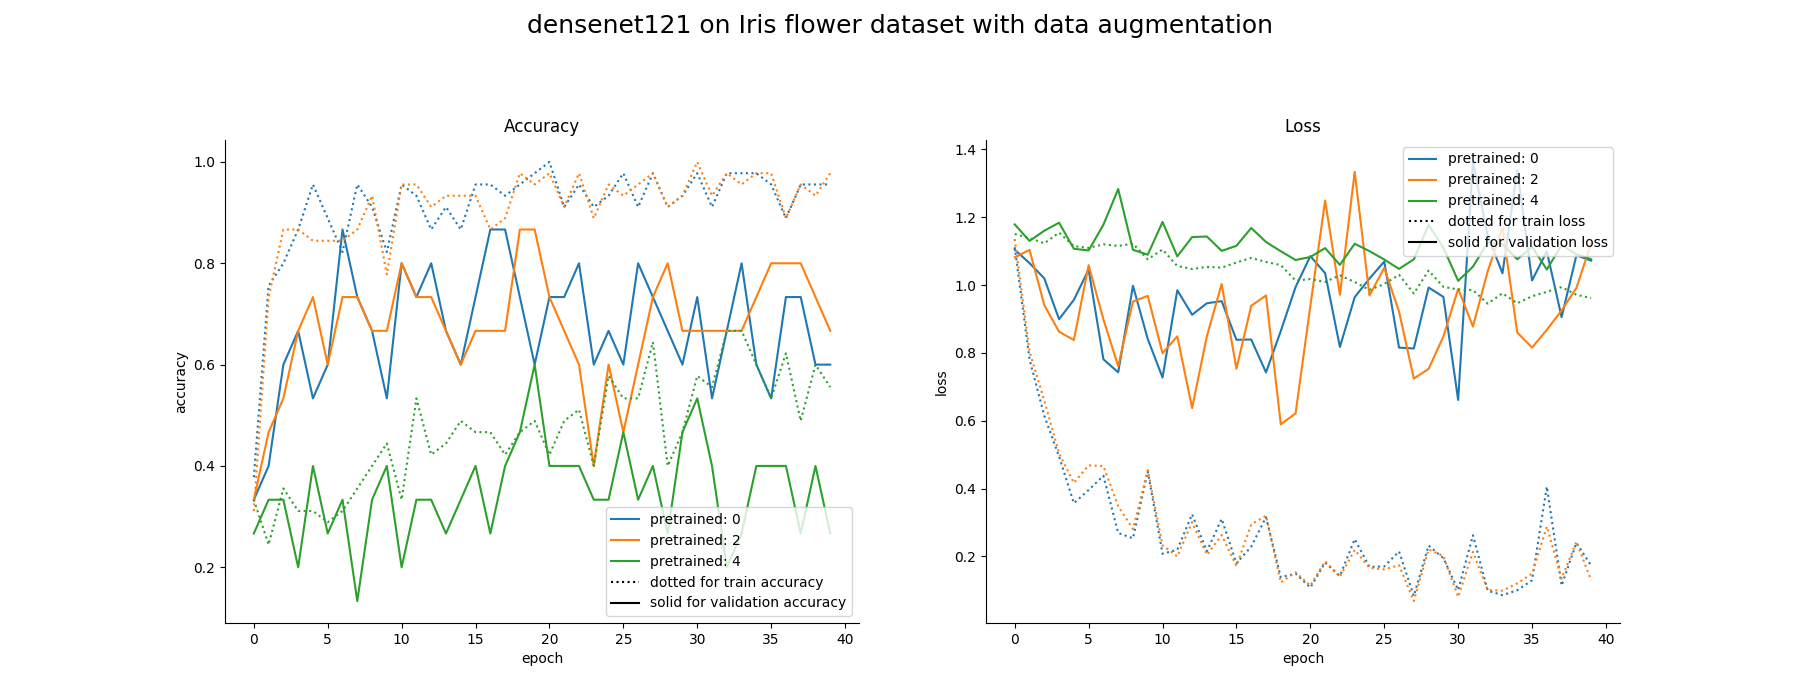 densenet121 on Iris flower dataset with data augmentation
Accuracy
1.0
0.8
0.6
0.4
0.2
accuracy
0
5
10
15
20
25
30
35
40
epoch
pretrained: 0
pretrained: 2
pretrained: 4
dotted for train accuracy
solid for validation accuracy
Loss
1.4
1.2
1.0
0.8
0.6
0.4
0.2
loss
0
5
10
15
20
25
30
35
40
epoch
pretrained: 0
pretrained: 2
pretrained: 4
dotted for train loss
solid for validation loss